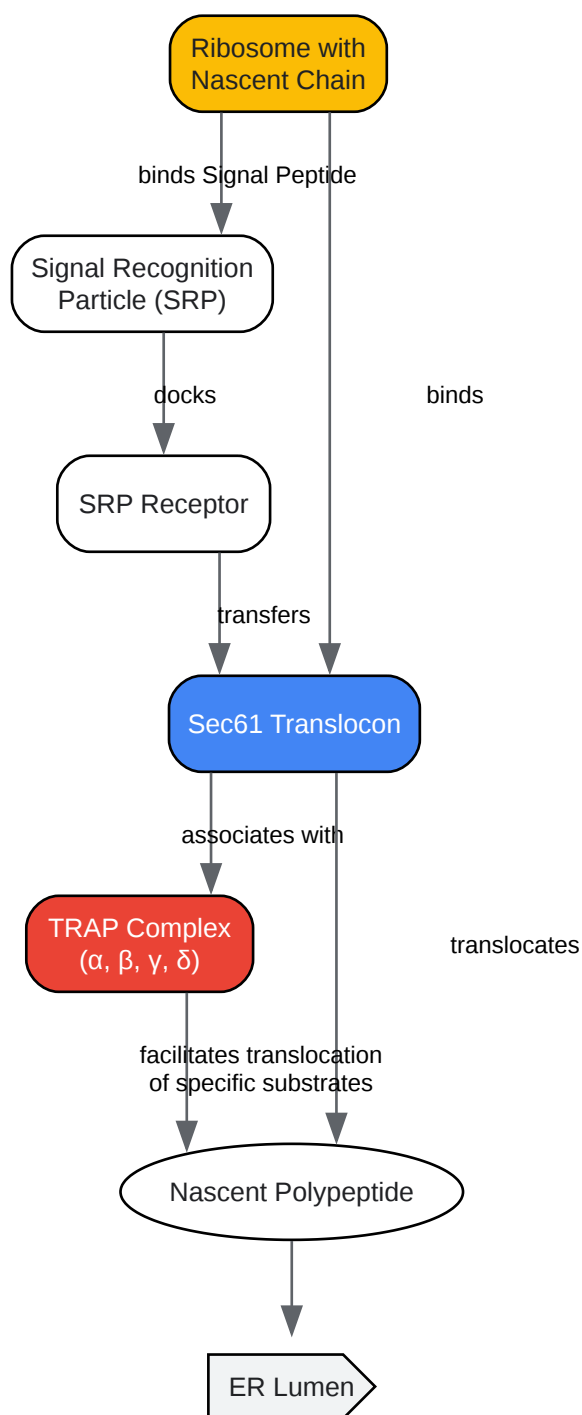 Ribosome with
Nascent Chain
binds Signal Peptide
Signal Recognition
Particle (SRP)
docks
binds
SRP Receptor
transfers
Sec61 Translocon
associates with
TRAP Complex
(α, β, γ, δ)
translocates
facilitates translocation
of specific substrates
Nascent Polypeptide
ER Lumen